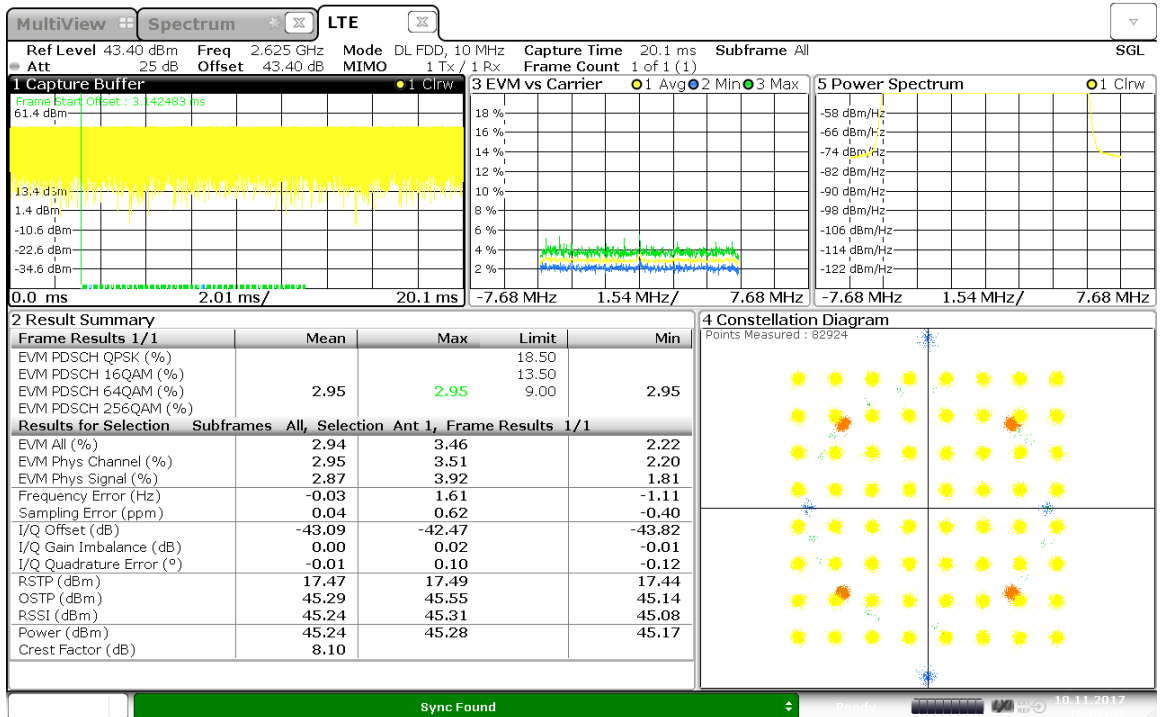 MultiView Spectrum LTE
Ref Level 43.40 dBm Freq 2.625 GHz Mode DL FDD, 10 MHz Capture Time 20.1 ms Subframe All SGL
Att 25 dB Offset 43.40 dB MIMO 1 Tx / 1 Rx Frame Count 1 of 1 (1)
1 Capture Buffer 1 Clrw
Frame Start Offset : 3.142483 ms
61.4 dBm
13.4 dBm
1.4 dBm
-10.6 dBm
-22.6 dBm
-34.6 dBm
0.0 ms 2.01 ms/ 20.1 ms
3 EVM vs Carrier 1 Avg 2 Min 3 Max
18 %
16 %
14 %
12 %
10 %
8 %
6 %
4 %
2 %
-7.68 MHz 1.54 MHz/ 7.68 MHz
5 Power Spectrum 1 Clrw
-58 dBm/Hz
-66 dBm/Hz
-74 dBm/Hz
-82 dBm/Hz
-90 dBm/Hz
-98 dBm/Hz
-106 dBm/Hz
-114 dBm/Hz
-122 dBm/Hz
-7.68 MHz 1.54 MHz/ 7.68 MHz
2 Result Summary
Frame Results 1/1 Mean Max Limit Min
EVM PDSCH QPSK (%) 18.50
EVM PDSCH 16QAM (%) 13.50
EVM PDSCH 64QAM (%) 2.95 2.95 9.00 2.95
EVM PDSCH 256QAM (%)
Results for Selection Subframes All, Selection Ant 1, Frame Results 1/1
EVM All (%) 2.94 3.46 2.22
EVM Phys Channel (%) 2.95 3.51 2.20
EVM Phys Signal (%) 2.87 3.92 1.81
Frequency Error (Hz) -0.03 1.61 -1.11
Sampling Error (ppm) 0.04 0.62 -0.40
I/Q Offset (dB) -43.09 -42.47 -43.82
I/Q Gain Imbalance (dB) 0.00 0.02 -0.01
I/Q Quadrature Error (°) -0.01 0.10 -0.12
RSTP (dBm) 17.47 17.49 17.44
OSTP (dBm) 45.29 45.55 45.14
RSSI (dBm) 45.24 45.31 45.08
Power (dBm) 45.24 45.28 45.17
Crest Factor (dB) 8.10
4 Constellation Diagram
Points Measured : 82924
Sync Found Ready LXI EXT REF 10.11.2017